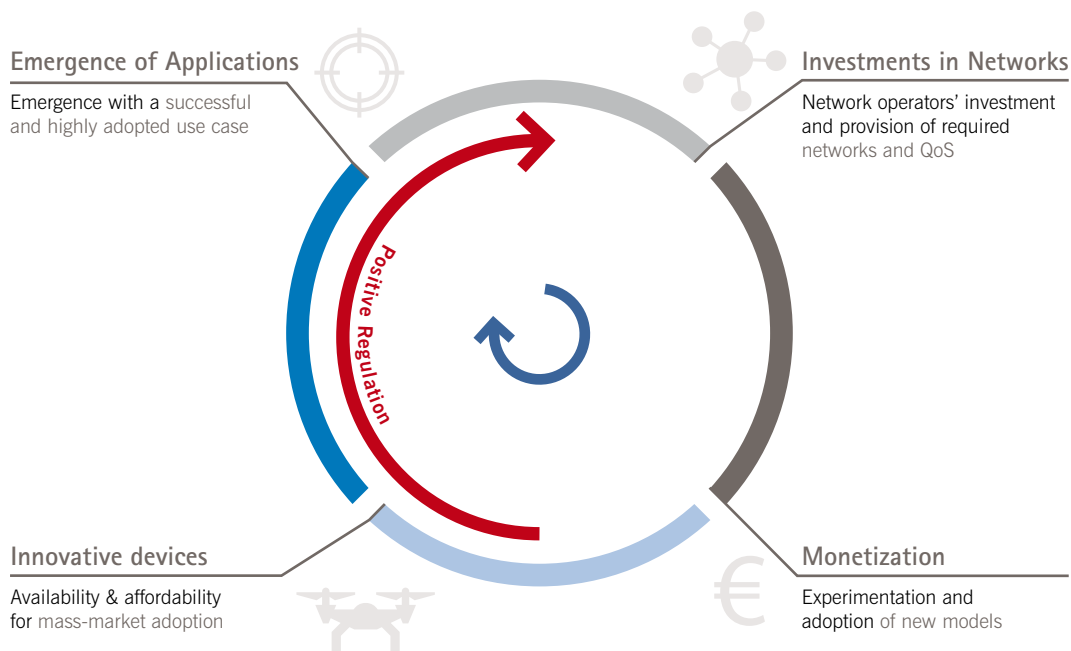 Emergence of Applications
Emergence with a successful
and highly adopted use case
Investments in Networks
Network operators’ investment
and provision of required
networks and QoS
Positive Regulation
Innovative devices
Availability & affordability
for mass-market adoption
€
Monetization
Experimentation and
adoption of new models